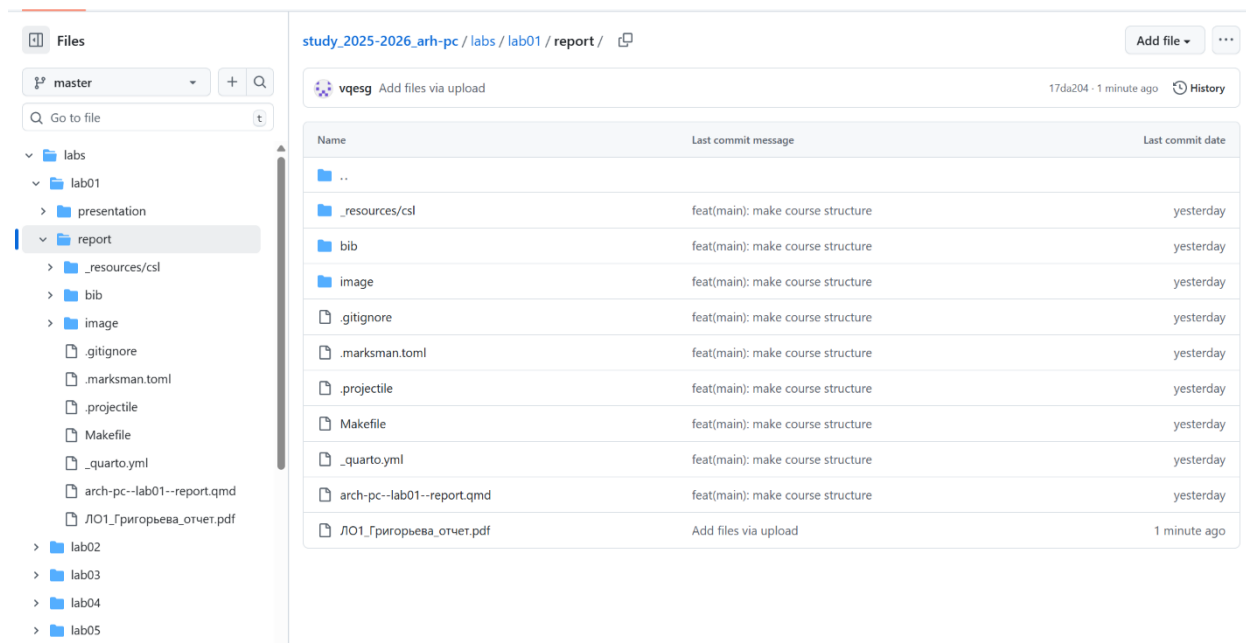 Files
master
Go to file
t
labs
lab01
presentation
report
_resources/csl
bib
image
.gitignore
.marksman.toml
.projectile
Makefile
_quarto.yml
arch-pc--lab01--report.qmd
ЛО1_Григорьева_отчет.pdf
lab02
lab03
lab04
lab05
study_2025-2026_arh-pc / labs / lab01 / report /
Add file
vqesg Add files via upload 17da204 · 1 minute ago History
Name Last commit message Last commit date
..
_resources/csl feat(main): make course structure yesterday
bib feat(main): make course structure yesterday
image feat(main): make course structure yesterday
.gitignore feat(main): make course structure yesterday
.marksman.toml feat(main): make course structure yesterday
.projectile feat(main): make course structure yesterday
Makefile feat(main): make course structure yesterday
_quarto.yml feat(main): make course structure yesterday
arch-pc--lab01--report.qmd feat(main): make course structure yesterday
ЛО1_Григорьева_отчет.pdf Add files via upload 1 minute ago